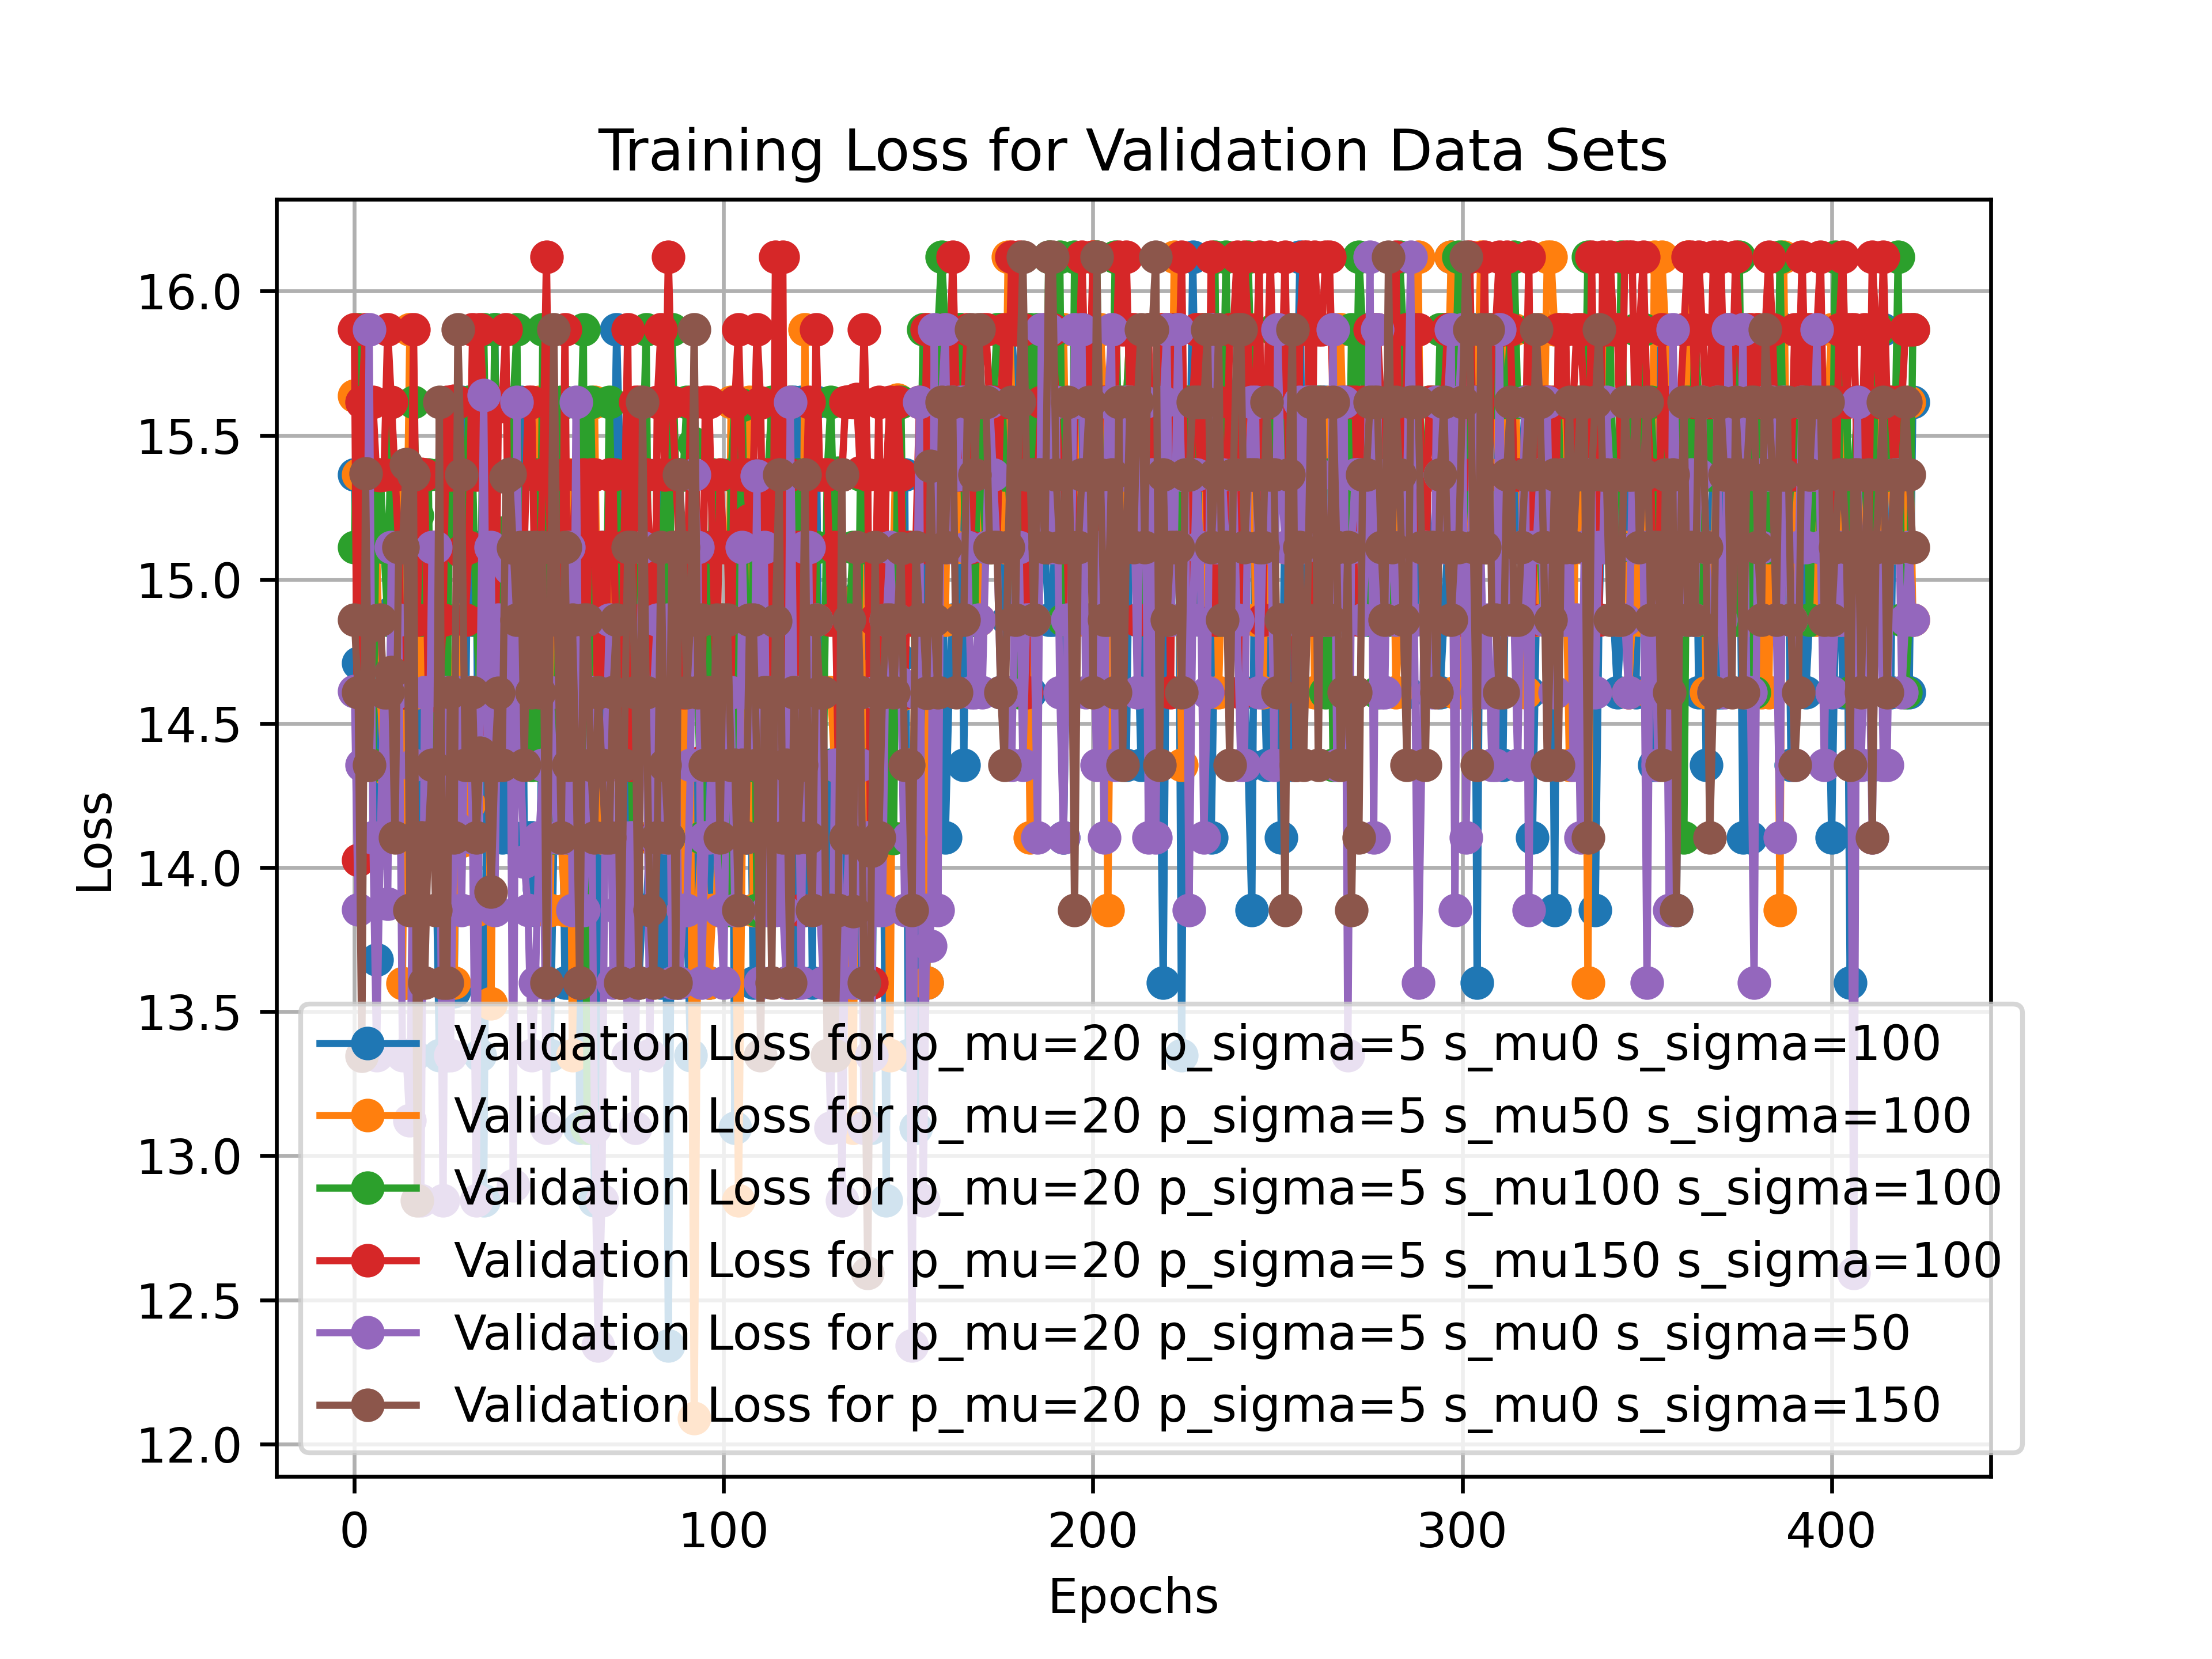 Training Loss for Validation Data Sets
16.0
15.5
15.0
14.5
14.0
13.5
13.0
12.5
12.0
Loss
Validation Loss for p_mu=20 p_sigma=5 s_mu0 s_sigma=100
Validation Loss for p_mu=20 p_sigma=5 s_mu50 s_sigma=100
Validation Loss for p_mu=20 p_sigma=5 s_mu100 s_sigma=100
Validation Loss for p_mu=20 p_sigma=5 s_mu150 s_sigma=100
Validation Loss for p_mu=20 p_sigma=5 s_mu0 s_sigma=50
Validation Loss for p_mu=20 p_sigma=5 s_mu0 s_sigma=150
0 100 200 300 400
Epochs